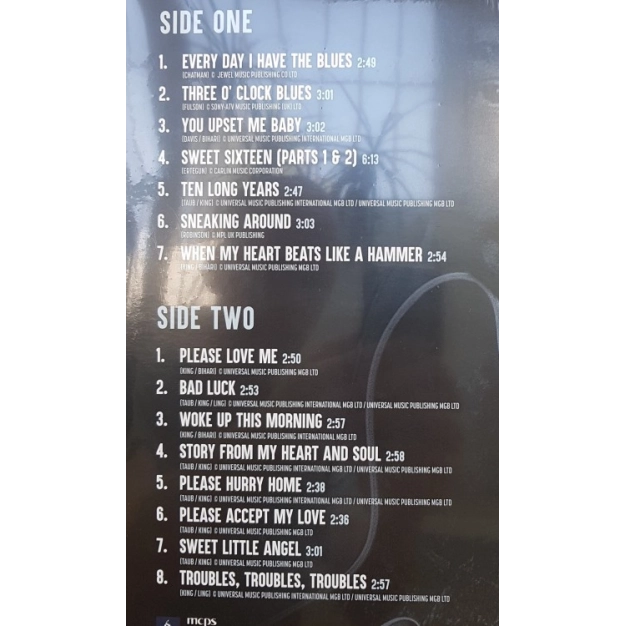 SIDE ONE
1. EVERY DAY I HAVE THE BLUES 2:49
(CHATMAN) © JEWEL MUSIC PUBLISHING CO LTD
2. THREE O' CLOCK BLUES 3:01
(FULSON) © SONY ATV MUSIC PUBLISHING (UK) LTD
3. YOU UPSET ME BABY 3:02
(DAVIS / BIHARI) © UNIVERSAL MUSIC PUBLISHING INTERNATIONAL MGB LTD
4. SWEET SIXTEEN (PARTS 1 & 2) 6:13
(ERTEGUN) © CARLIN MUSIC CORPORATION
5. TEN LONG YEARS 2:47
(TAUB / KING) © UNIVERSAL MUSIC PUBLISHING INTERNATIONAL MGB LTD / UNIVERSAL MUSIC PUBLISHING MGB LTD
6. SNEAKING AROUND 3:03
(ROBINSON) © MPL UK PUBLISHING
7. WHEN MY HEART BEATS LIKE A HAMMER 2:54
(KING / BIHARI) © UNIVERSAL MUSIC PUBLISHING MGB LTD
SIDE TWO
1. PLEASE LOVE ME 2:50
(KING / BIHARI) © UNIVERSAL MUSIC PUBLISHING MGB LTD
2. BAD LUCK 2:53
(TAUB / KING / LING) © UNIVERSAL MUSIC PUBLISHING INTERNATIONAL MGB LTD / UNIVERSAL MUSIC PUBLISHING MGB LTD
3. WOKE UP THIS MORNING 2:57
(KING / BIHARI) © UNIVERSAL MUSIC PUBLISHING INTERNATIONAL MGB LTD
4. STORY FROM MY HEART AND SOUL 2:58
(TAUB / KING) © UNIVERSAL MUSIC PUBLISHING INTERNATIONAL MGB LTD / UNIVERSAL MUSIC PUBLISHING MGB LTD
5. PLEASE HURRY HOME 2:38
(TAUB / KING) © UNIVERSAL MUSIC PUBLISHING INTERNATIONAL MGB LTD / UNIVERSAL MUSIC PUBLISHING MGB LTD
6. PLEASE ACCEPT MY LOVE 2:36
(TAUB / KING) © UNIVERSAL MUSIC PUBLISHING MGB LTD
7. SWEET LITTLE ANGEL 3:01
(TAUB / KING) © UNIVERSAL MUSIC PUBLISHING MGB LTD
8. TROUBLES, TROUBLES, TROUBLES 2:57
(KING / LING) © UNIVERSAL MUSIC PUBLISHING INTERNATIONAL MGB LTD / UNIVERSAL MUSIC PUBLISHING MGB LTD
mcps